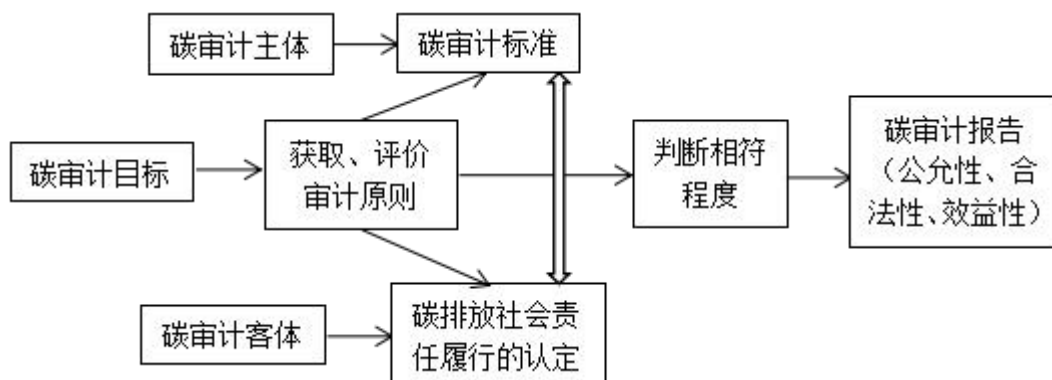 碳审计主体
碳审计标准
碳审计目标
获取、评价
审计原则
判断相符
程度
碳审计报告
（公允性、合
法性、效益性）
碳审计客体
碳排放社会责
任履行的认定